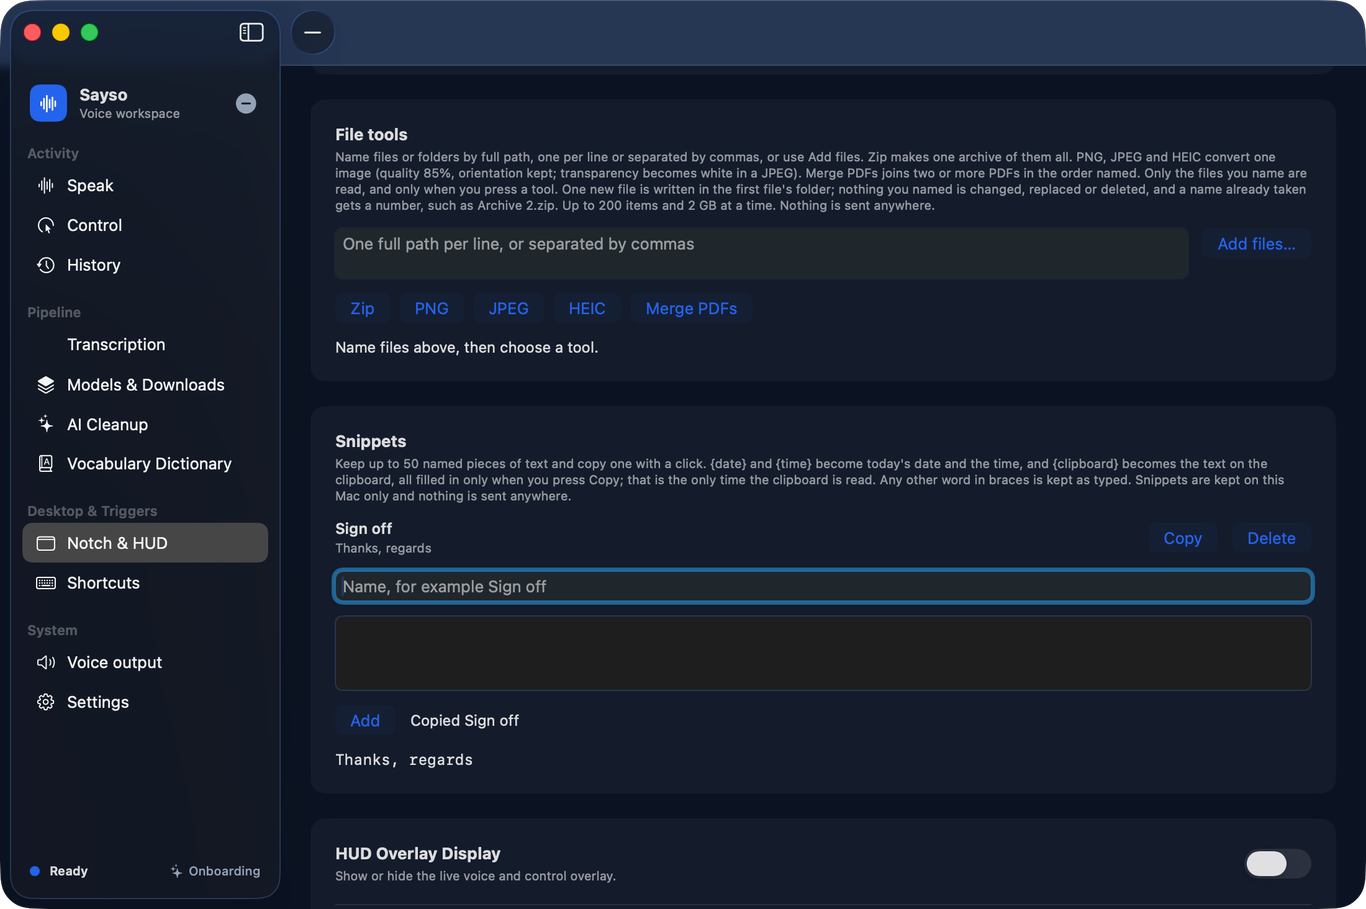 Sayso
Voice workspace
Activity
Speak
Control
History
Pipeline
Transcription
Models & Downloads
AI Cleanup
Vocabulary Dictionary
Desktop & Triggers
Notch & HUD
Shortcuts
System
Voice output
Settings
Ready
Onboarding
File tools
Name files or folders by full path, one per line or separated by commas, or use Add files. Zip makes one archive of them all. PNG, JPEG and HEIC convert one
image (quality 85%, orientation kept; transparency becomes white in a JPEG). Merge PDFs joins two or more PDFs in the order named. Only the files you name are
read, and only when you press a tool. One new file is written in the first file's folder; nothing you named is changed, replaced or deleted, and a name already taken
gets a number, such as Archive 2.zip. Up to 200 items and 2 GB at a time. Nothing is sent anywhere.
One full path per line, or separated by commas
Add files...
Zip
PNG
JPEG
HEIC
Merge PDFs
Name files above, then choose a tool.
Snippets
Keep up to 50 named pieces of text and copy one with a click. {date} and {time} become today's date and the time, and {clipboard} becomes the text on the
clipboard, all filled in only when you press Copy; that is the only time the clipboard is read. Any other word in braces is kept as typed. Snippets are kept on this
Mac only and nothing is sent anywhere.
Sign off
Thanks, regards
Copy
Delete
Name, for example Sign off
Add
Copied Sign off
Thanks, regards
HUD Overlay Display
Show or hide the live voice and control overlay.